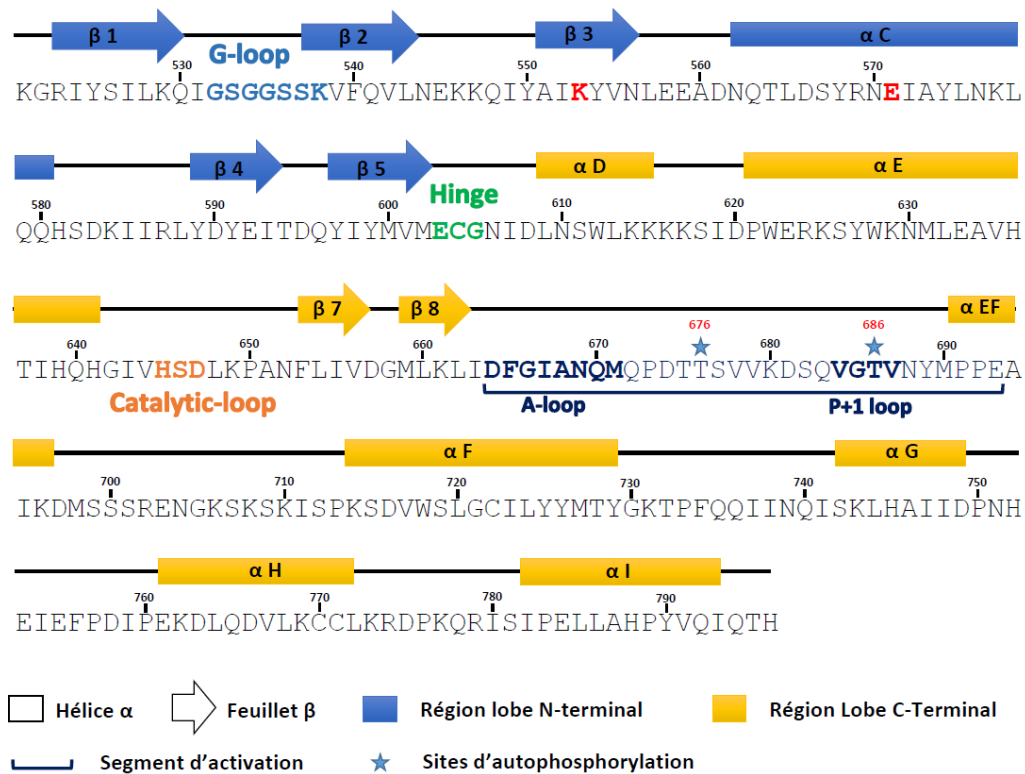 β 1 β 2 β 3 α C
G-loop
530 540 550 560 570
KGRIYSILKQIGSGGSSKVFQVLNEKKQIYAIKYVNLEEADNQTLDSYRNEIAYLNKL
β 4 β 5 α D α E
Hinge
580 590 600 610 620 630
QQHSDKIIRLYDYEITDQYIYMVMECGNIDLNSWLKKKKSIDPWERKSYWKNMLEAVH
β 7 β 8 α EF
676 686
640 650 660 670 680 690
TIHQHGIVHSDLKPANFLIVDGMLKLIDFGIANQMQPDTTSVVKDSQVGTVNYMPPEA
Catalytic-loop A-loop P+1 loop
α F α G
700 710 720 730 740 750
IKDMSSSRENGKSKSKISPKSDVWSLGCILYYMTYGKTPFQQIINQISKLHAIIDPNH
α H α I
760 770 780 790
EIEFPDIPEKDLQDVLKCCLKRDPKQRISIPELLAHPYVQIQTH
Hélice α Feuillet β Région lobe N-terminal Région Lobe C-Terminal
Segment d’activation Sites d’autophosphorylation